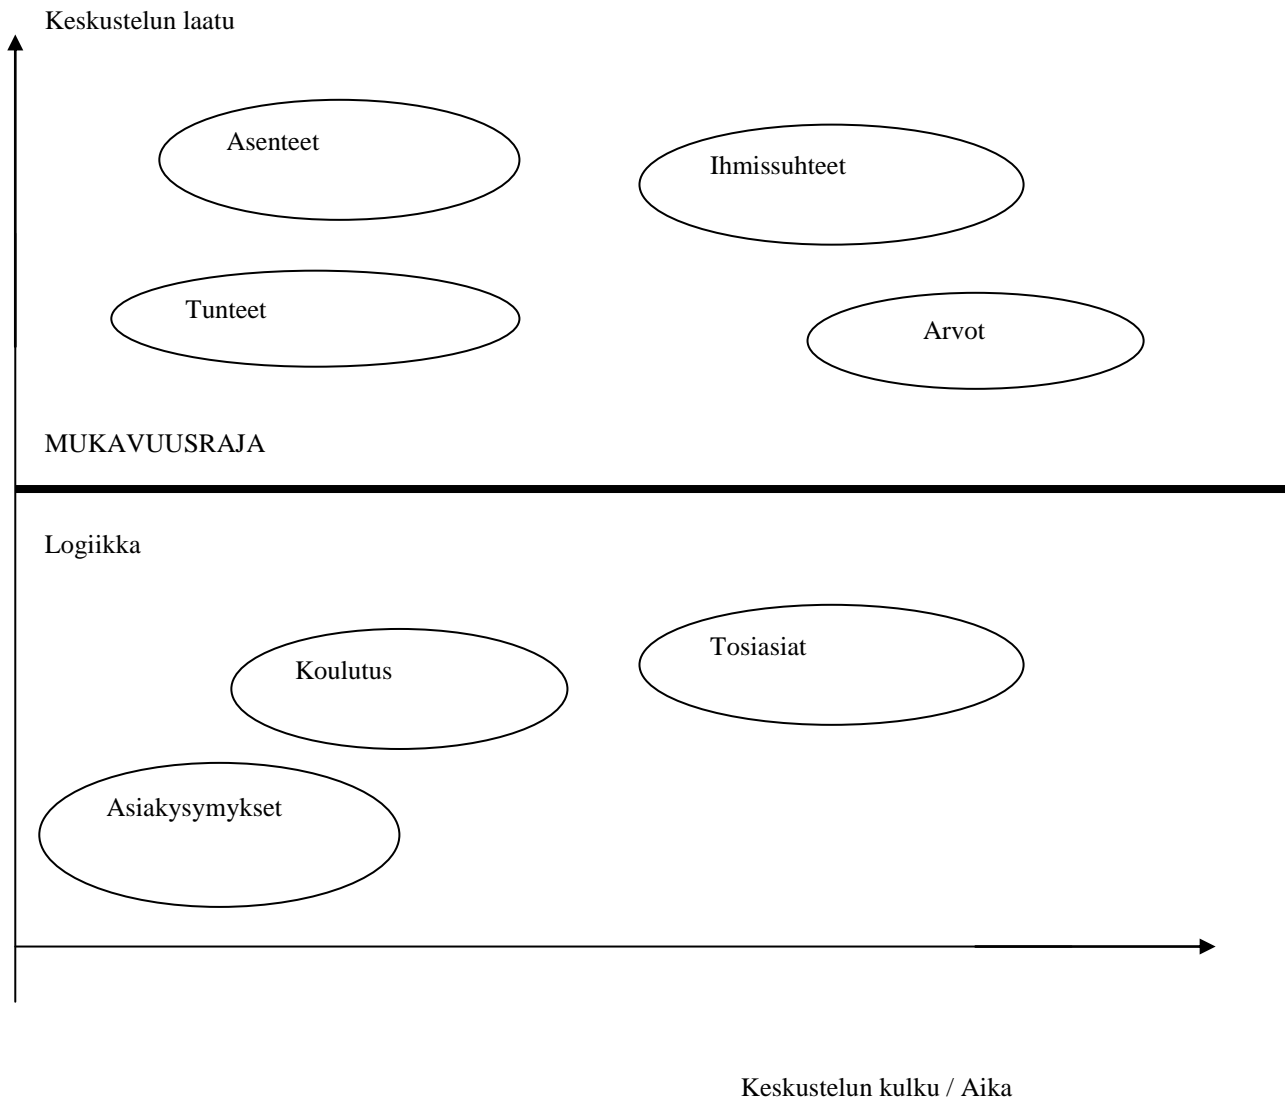 Keskustelun laatu
Asenteet
Ihmissuhteet
Tunteet
Arvot
MUKAVUUSRAJA
Logiikka
Koulutus
Tosiasiat
Asiakysymykset
Keskustelun kulku / Aika